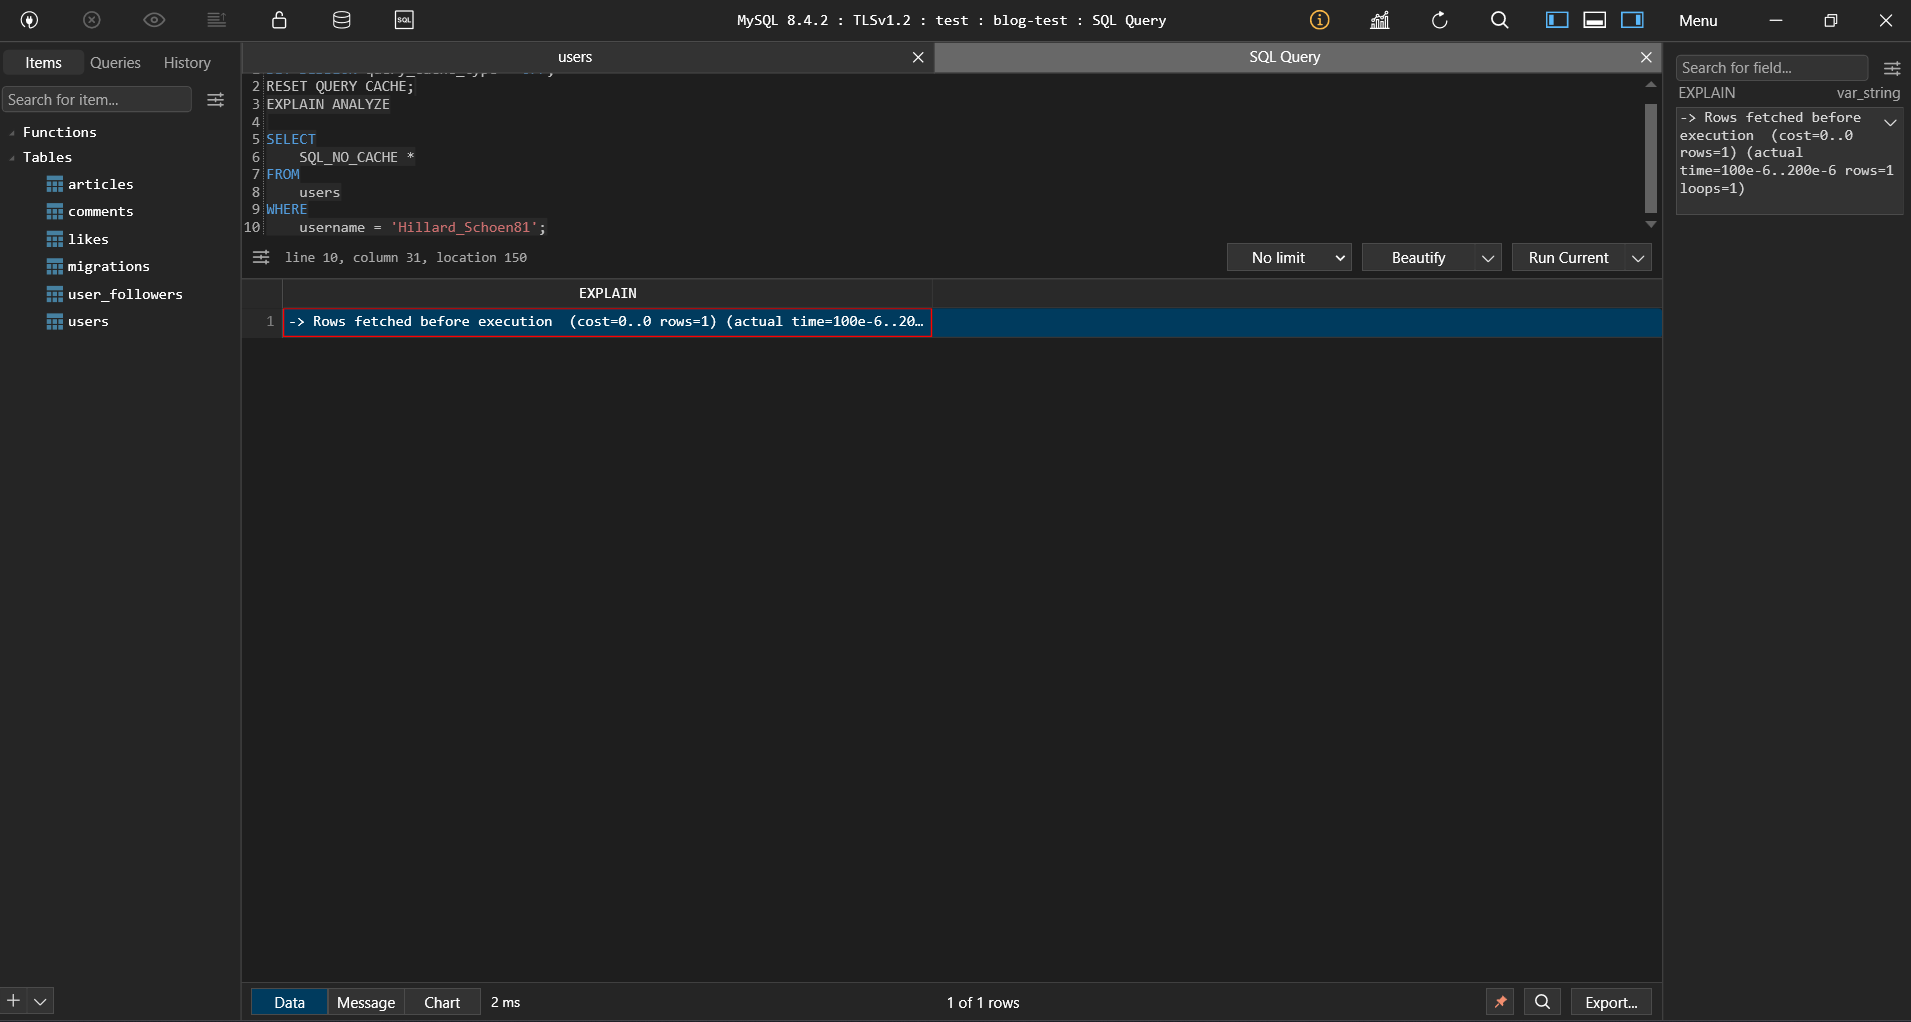 SQL
MySQL 8.4.2 : TLSv1.2 : test : blog-test : SQL Query
Menu
Items Queries History
Search for item...
Functions
Tables
articles
comments
likes
migrations
user_followers
users
users
SQL Query
2 RESET QUERY CACHE;
3 EXPLAIN ANALYZE
4
5 SELECT
6 SQL_NO_CACHE *
7 FROM
8 users
9 WHERE
10 username = 'Hillard_Schoen81';
line 10, column 31, location 150
No limit
Beautify
Run Current
EXPLAIN
1 -> Rows fetched before execution (cost=0..0 rows=1) (actual time=100e-6..20…
Search for field...
EXPLAIN var_string
-> Rows fetched before
execution (cost=0..0
rows=1) (actual
time=100e-6..200e-6 rows=1
loops=1)
Data Message Chart 2 ms
1 of 1 rows
Export...